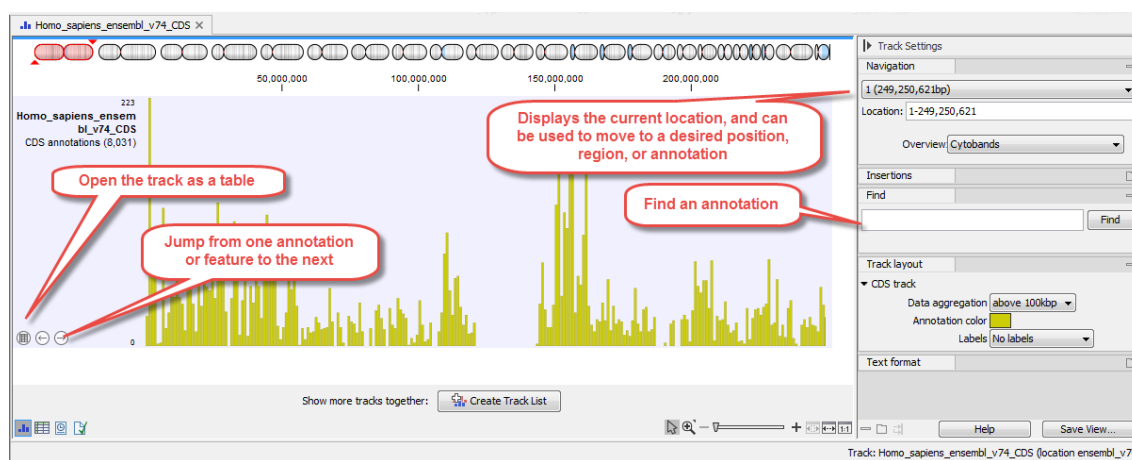 Homo_sapiens_ensembl_v74_CDS
50,000,000
100,000,000
150,000,000
200,000,000
223
Homo_sapiens_ensem
bl_v74_CDS
CDS annotations (8,031)
0
Open the track as a table
Jump from one annotation
or feature to the next
Displays the current location, and can
be used to move to a desired position,
region, or annotation
Find an annotation
Show more tracks together:
Create Track List
1:1
Track Settings
Navigation
1 (249,250,621bp)
Location: 1-249,250,621
Overview: Cytobands
Insertions
Find
Find
Track layout
CDS track
Data aggregation above 100kbp
Annotation color
Labels No labels
Text format
Help
Save View...
Track: Homo_sapiens_ensembl_v74_CDS (location ensembl_v7